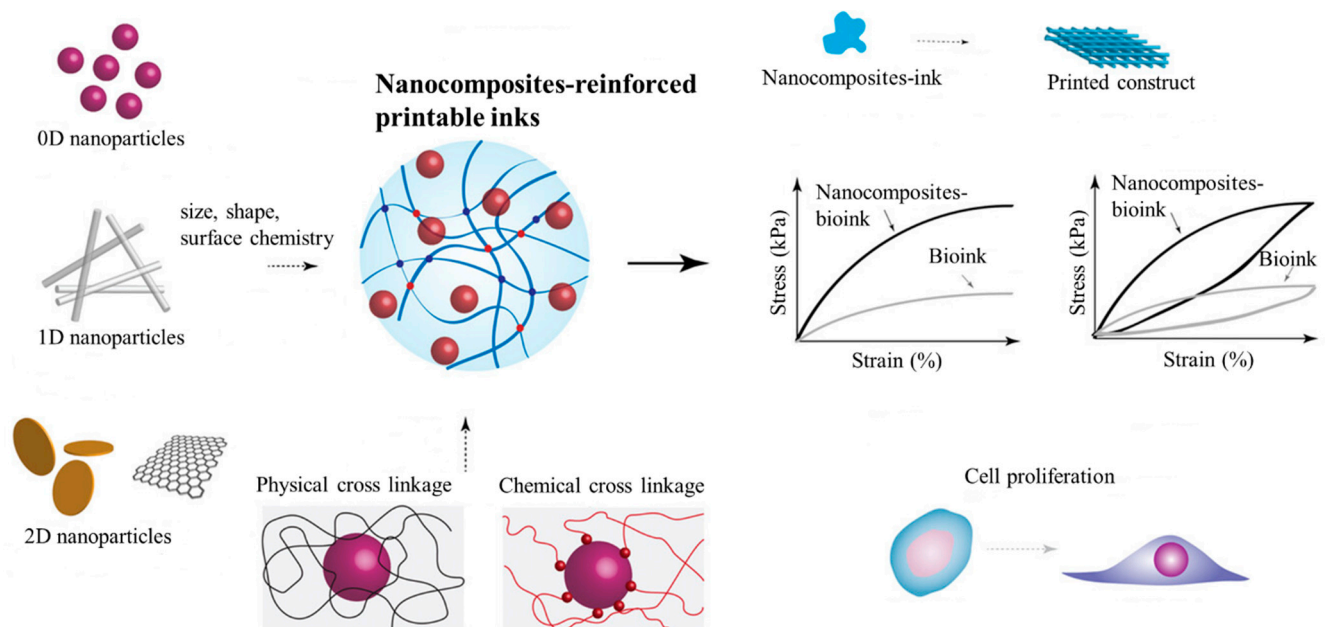 0D nanoparticles
1D nanoparticles
2D nanoparticles
size, shape,
surface chemistry
Nanocomposites-reinforced
printable inks
Physical cross linkage
Chemical cross linkage
Nanocomposites-ink
Printed construct
Stress (kPa)
Nanocomposites-
bioink
Bioink
Strain (%)
Stress (kPa)
Nanocomposites-
bioink
Bioink
Strain (%)
Cell proliferation